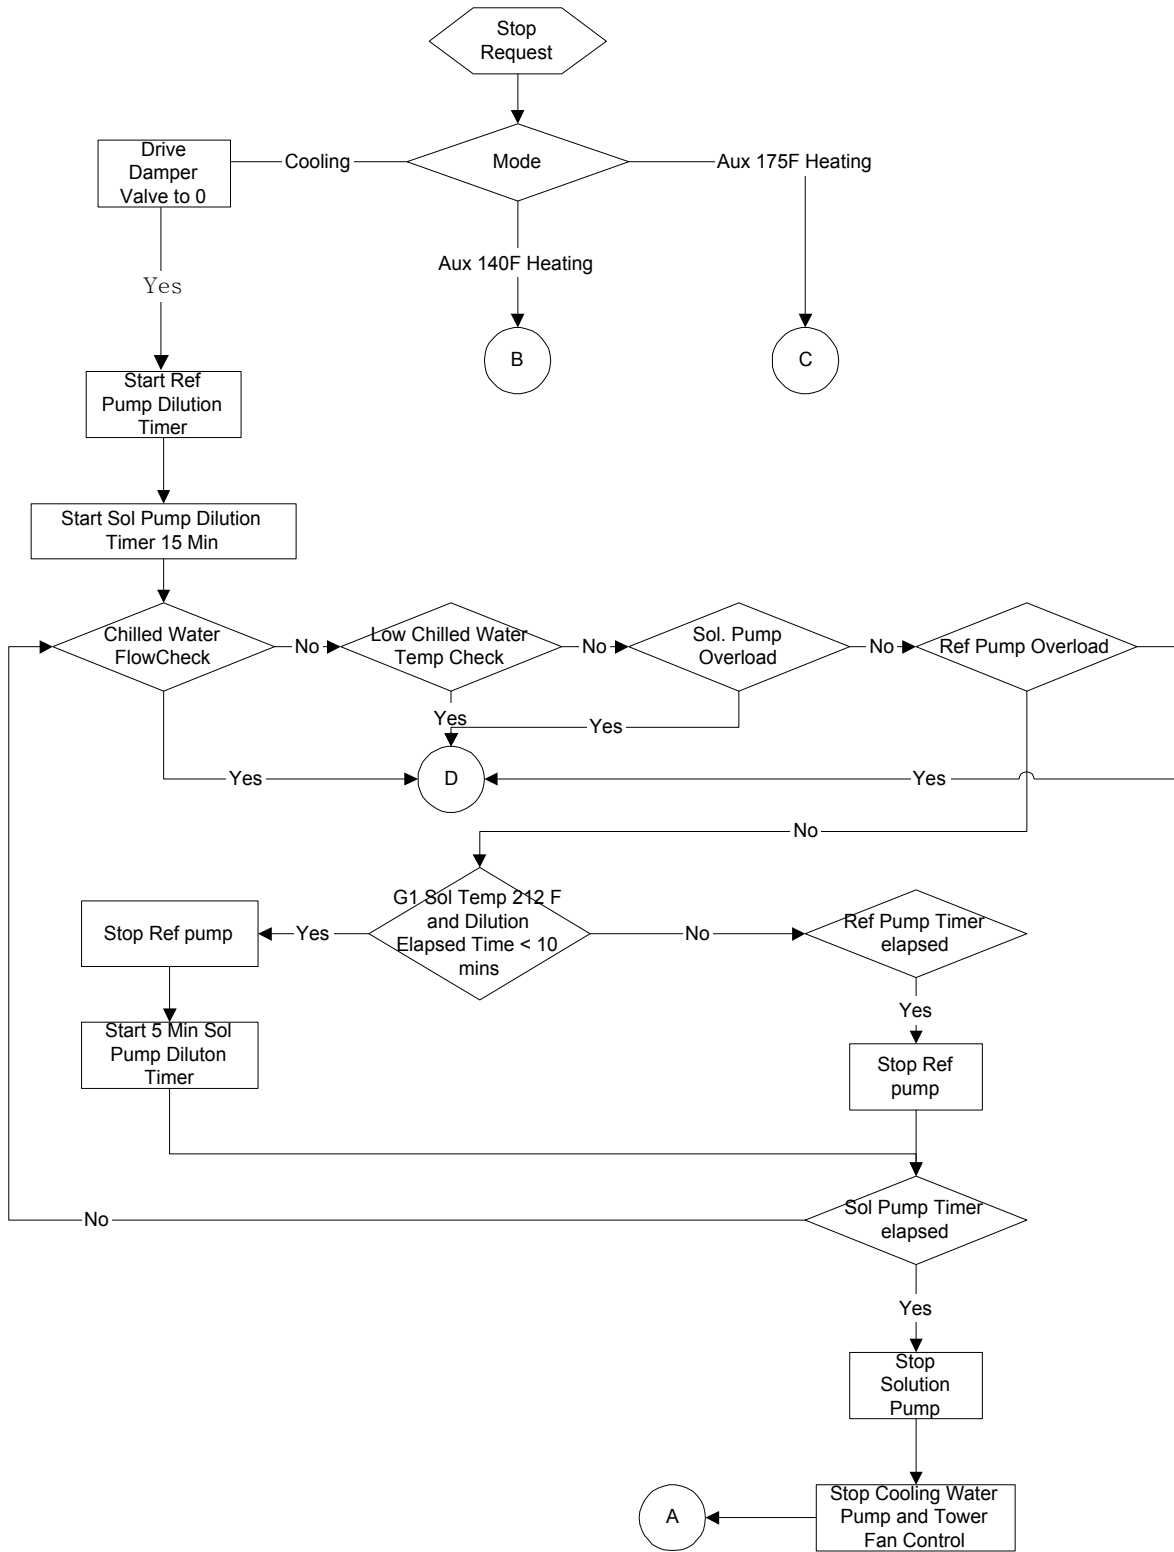 Stop
Request
Mode
Cooling
Aux 175F Heating
Drive
Damper
Valve to 0
Aux 140F Heating
Yes
B
C
Start Ref
Pump Dilution
Timer
Start Sol Pump Dilution
Timer 15 Min
Chilled Water
FlowCheck
No
Low Chilled Water
Temp Check
No
Sol. Pump
Overload
No
Ref Pump Overload
Yes
Yes
Yes
D
Yes
No
G1 Sol Temp 212 F
and Dilution
Elapsed Time < 10
mins
Yes
Stop Ref pump
No
Ref Pump Timer
elapsed
Yes
Start 5 Min Sol
Pump Diluton
Timer
Stop Ref
pump
Sol Pump Timer
elapsed
No
Yes
Stop
Solution
Pump
Stop Cooling Water
Pump and Tower
Fan Control
A